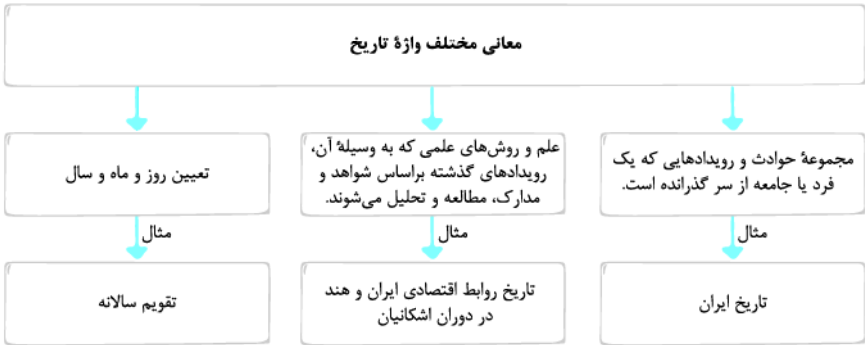 معانی مختلف واژهٔ تاریخ
مجموعهٔ حوادث و رویدادهایی که یک
فرد یا جامعه از سر گذرانده است.
علم و روش‌های علمی که به وسیلهٔ آن،
رویدادهای گذشته براساس شواهد و
مدارک، مطالعه و تحلیل می‌شوند.
تعیین روز و ماه و سال
مثال
مثال
مثال
تاریخ ایران
تاریخ روابط اقتصادی ایران و هند
در دوران اشکانیان
تقویم سالانه